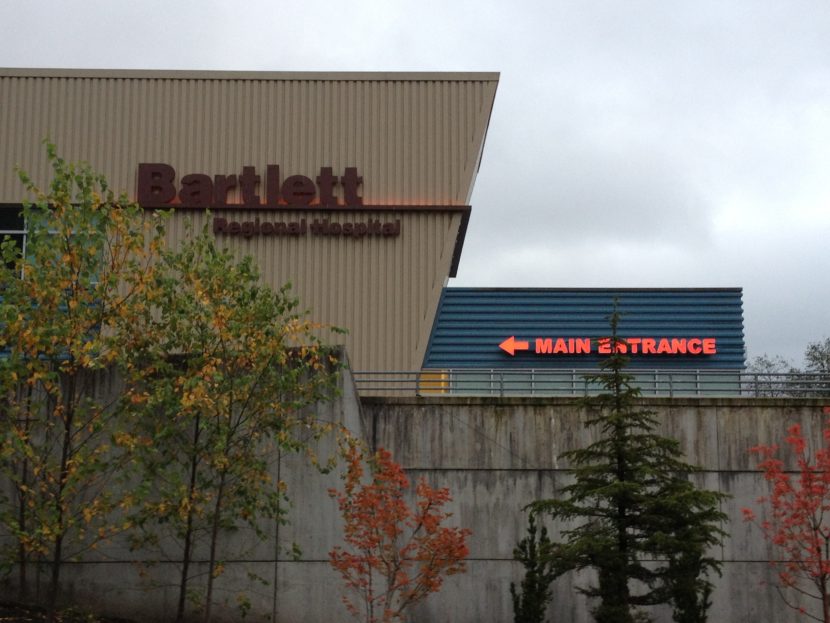 Bartlett
Regional Hospital
← MAIN ENTRANCE